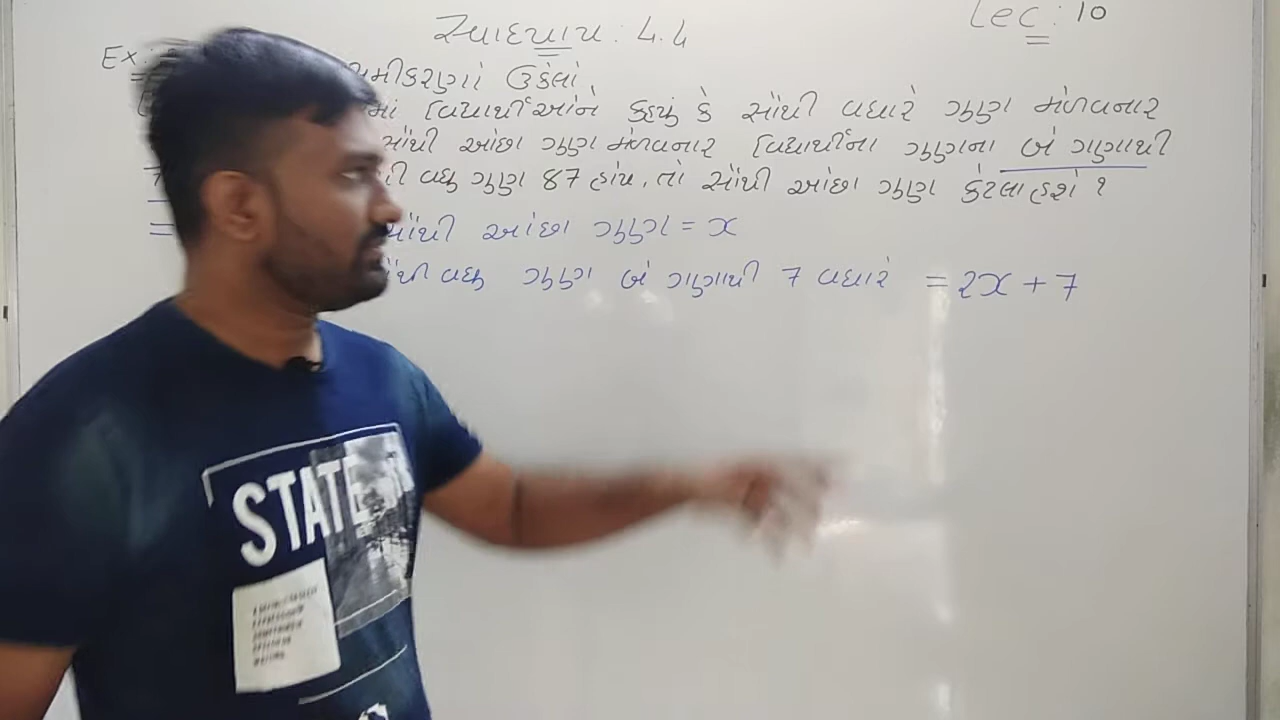 સ્વાધ્યાય : 4.4
Lec : 10
Ex :
સમીકરણો ઉકેલો
વિદ્યાર્થીઓને કહ્યું કે સૌથી વધારે ગુણ મેળવનાર
સૌથી ઓછા ગુણ મેળવનાર વિદ્યાર્થીના ગુણના બે ગણાથી
7 વધુ ગુણ 87 હોય, તો સૌથી ઓછા ગુણ કેટલા હશે ?
= સૌથી ઓછા ગુણ = x
સૌથી વધુ ગુણ બે ગણાથી 7 વધારે = 2x + 7
STATE